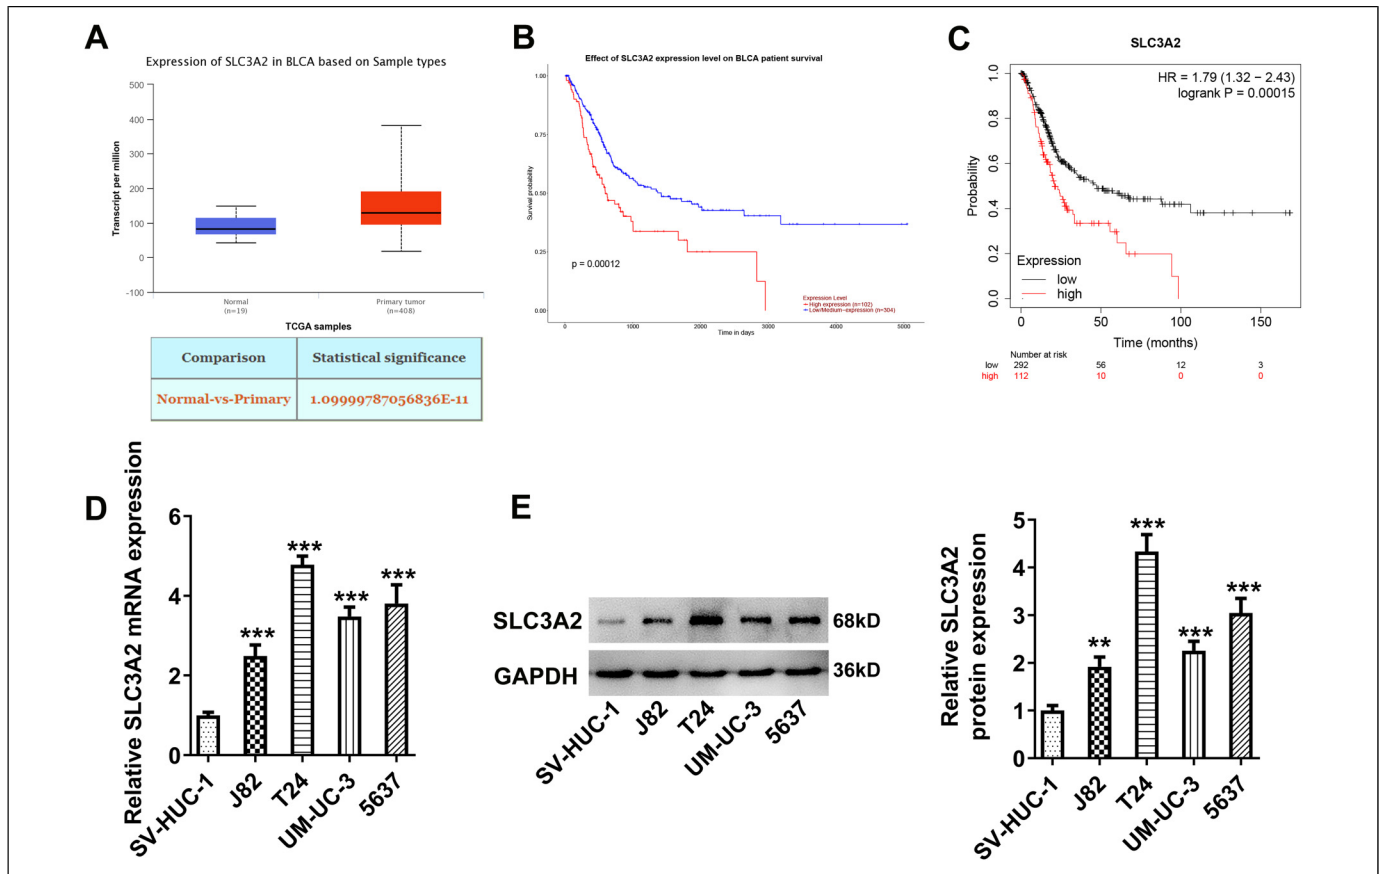 A
Expression of SLC3A2 in BLCA based on Sample types
Transcript per million
500
400
300
200
100
0
-100
Normal
(n=19)
Primary tumor
(n=408)
TCGA samples
Comparison
Statistical significance
Normal-vs-Primary
1.09999787056836E-11
B
Effect of SLC3A2 expression level on BLCA patient survival
Survival probability
1.00
0.75
0.50
0.25
0.00
p = 0.00012
Expression Level
High expression (n=102)
Low/Medium-expression (n=304)
0
1000
2000
3000
4000
5000
Time in days
C
SLC3A2
HR = 1.79 (1.32 − 2.43)
logrank P = 0.00015
Probability
1.0
0.8
0.6
0.4
0.2
0.0
Expression
low
high
0
50
100
150
Time (months)
Number at risk
low 292 56 12 3
high 112 10 0 0
D
Relative SLC3A2 mRNA expression
6
4
2
0
***
***
***
***
SV-HUC-1
J82
T24
UM-UC-3
5637
E
SLC3A2
68kD
GAPDH
36kD
SV-HUC-1
J82
T24
UM-UC-3
5637
Relative SLC3A2
protein expression
5
4
3
2
1
0
**
***
***
***
SV-HUC-1
J82
T24
UM-UC-3
5637